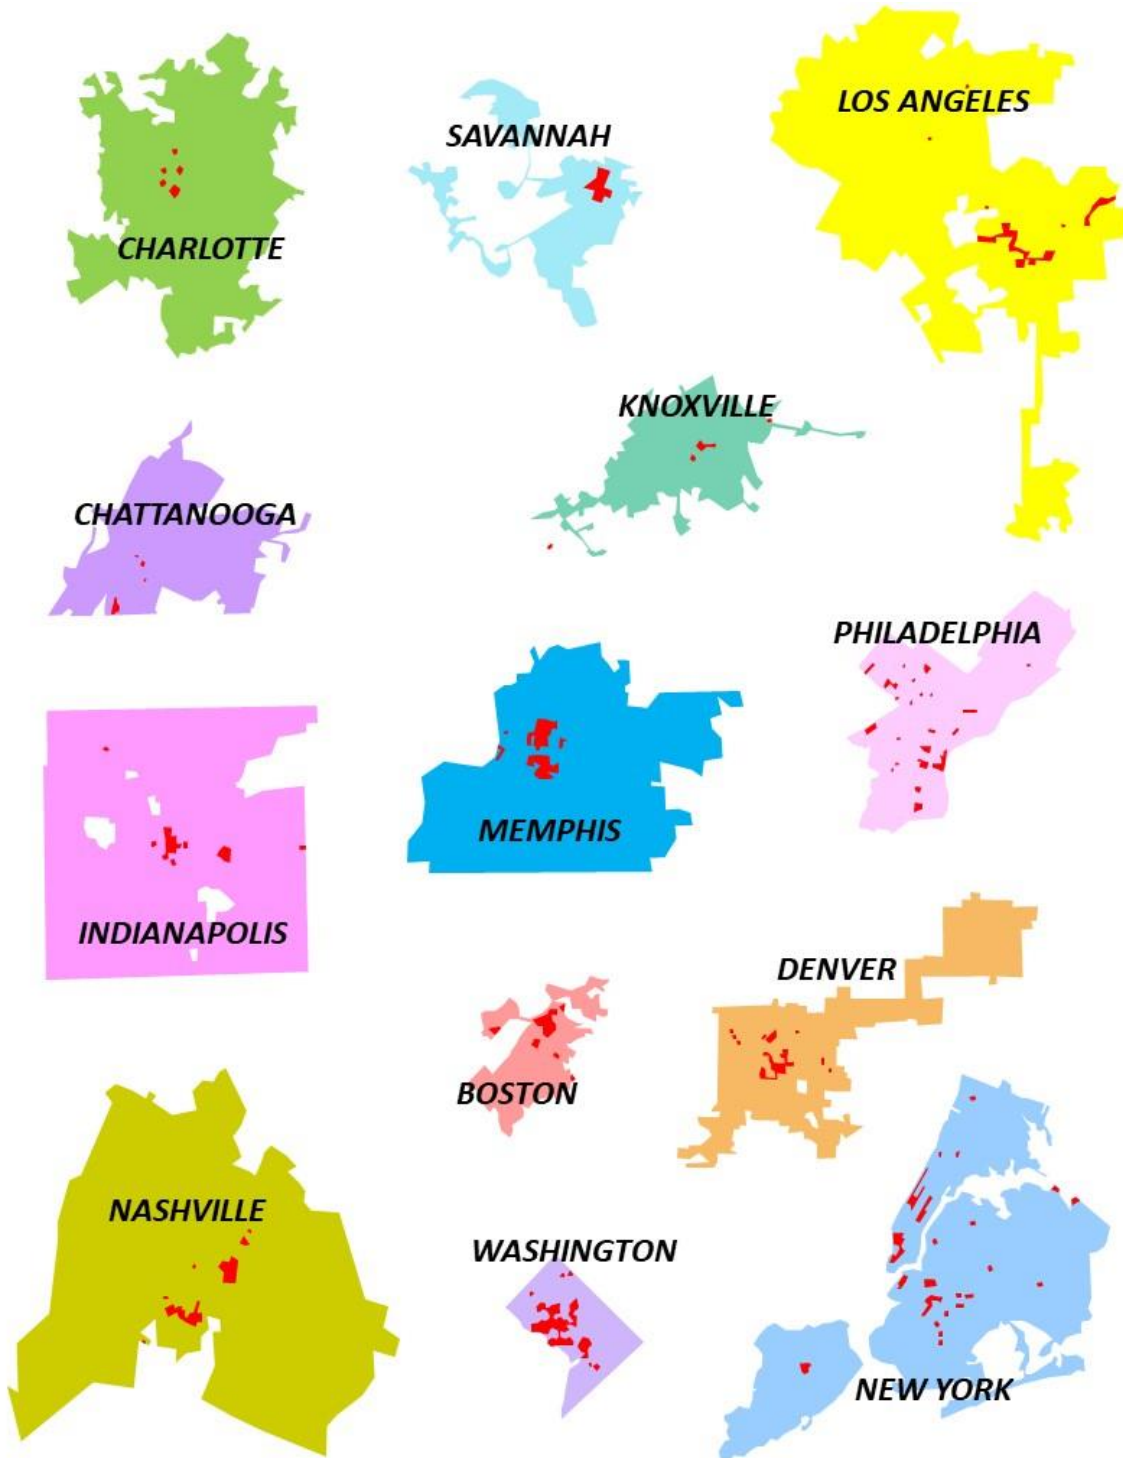 CHARLOTTE
SAVANNAH
LOS ANGELES
KNOXVILLE
CHATTANOOGA
PHILADELPHIA
MEMPHIS
INDIANAPOLIS
DENVER
BOSTON
NASHVILLE
WASHINGTON
NEW YORK